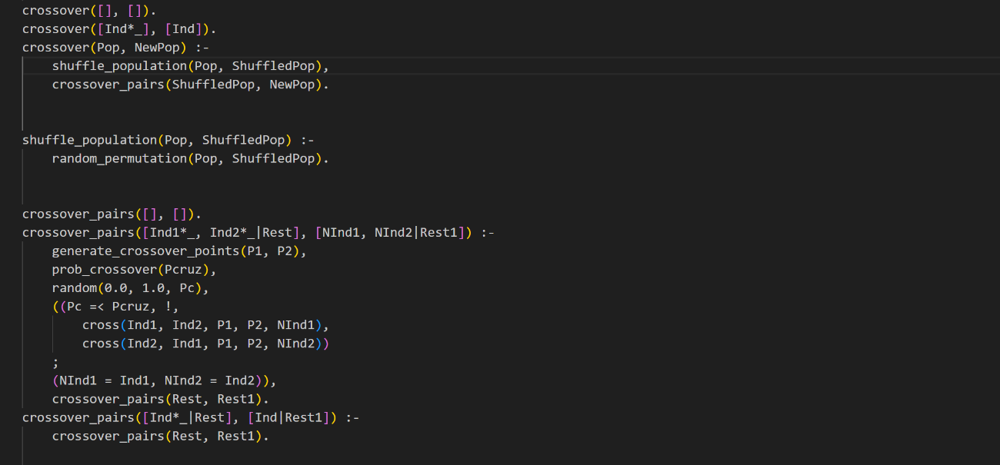 crossover([], []).
crossover([Ind*_], [Ind]).
crossover(Pop, NewPop) :-
    shuffle_population(Pop, ShuffledPop),
    crossover_pairs(ShuffledPop, NewPop).
shuffle_population(Pop, ShuffledPop) :-
    random_permutation(Pop, ShuffledPop).
crossover_pairs([], []).
crossover_pairs([Ind1*_, Ind2*_|Rest], [NInd1, NInd2|Rest1]) :-
    generate_crossover_points(P1, P2),
    prob_crossover(Pcruz),
    random(0.0, 1.0, Pc),
    ((Pc =< Pcruz, !,
        cross(Ind1, Ind2, P1, P2, NInd1),
        cross(Ind2, Ind1, P1, P2, NInd2))
    ;
    (NInd1 = Ind1, NInd2 = Ind2)),
    crossover_pairs(Rest, Rest1).
crossover_pairs([Ind*_|Rest], [Ind|Rest1]) :-
    crossover_pairs(Rest, Rest1).